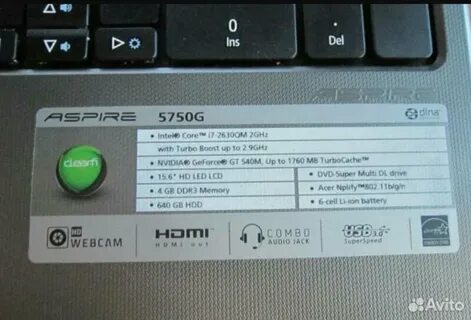 0
Ins
.
Del
ASPIRE
ASPIRE 5750G
dlna
clear.fi
• Intel® Core™ i7-2630QM 2GHz
with Turbo Boost up to 2.9GHz
• NVIDIA® GeForce® GT 540M, Up to 1760 MB TurboCache™
• 15.6" HD LED LCD
• DVD-Super Multi DL drive
• 4 GB DDR3 Memory
• Acer Nplify™802.11b/g/n
• 640 GB HDD
• 6-cell Li-ion battery
HD
WEBCAM
HDMI
HDMI out
COMBO
AUDIO JACK
USB 3.0
SuperSpeed
Avito